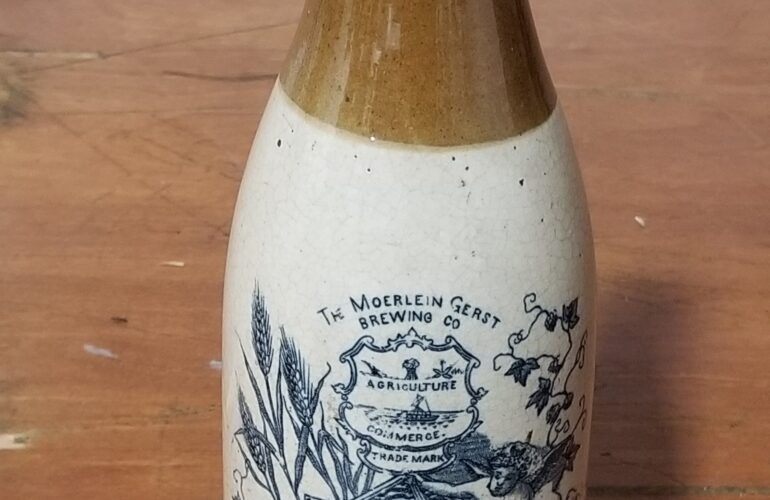 THE MOERLEIN GERST
BREWING CO
AGRICULTURE
COMMERCE.
TRADE MARK